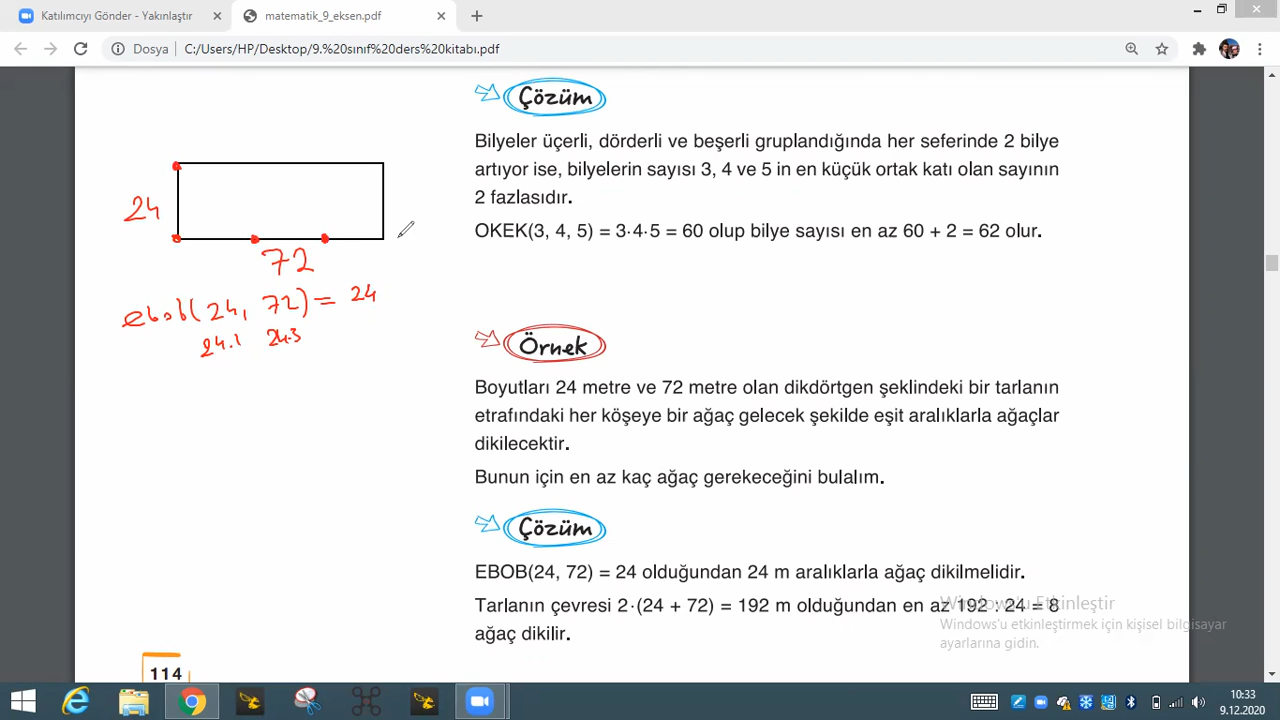 Katılımcıyı Gönder - Yakınlaştır
matematik_9_eksen.pdf
Dosya
C:/Users/HP/Desktop/9.%20sınıf%20ders%20kitabı.pdf
Çözüm
Bilyeler üçerli, dörderli ve beşerli gruplandığında her seferinde 2 bilye
artıyor ise, bilyelerin sayısı 3, 4 ve 5 in en küçük ortak katı olan sayının
2 fazlasıdır.
OKEK(3, 4, 5) = 3·4·5 = 60 olup bilye sayısı en az 60 + 2 = 62 olur.
24
72
ebob(24, 72) = 24
24.1 24.3
Örnek
Boyutları 24 metre ve 72 metre olan dikdörtgen şeklindeki bir tarlanın
etrafındaki her köşeye bir ağaç gelecek şekilde eşit aralıklarla ağaçlar
dikilecektir.
Bunun için en az kaç ağaç gerekeceğini bulalım.
Çözüm
EBOB(24, 72) = 24 olduğundan 24 m aralıklarla ağaç dikilmelidir.
Tarlanın çevresi 2·(24 + 72) = 192 m olduğundan en az 192 : 24 = 8
ağaç dikilir.
Windows'u Etkinleştir
Windows'u etkinleştirmek için kişisel bilgisayar
ayarlarına gidin.
114
10:33
9.12.2020